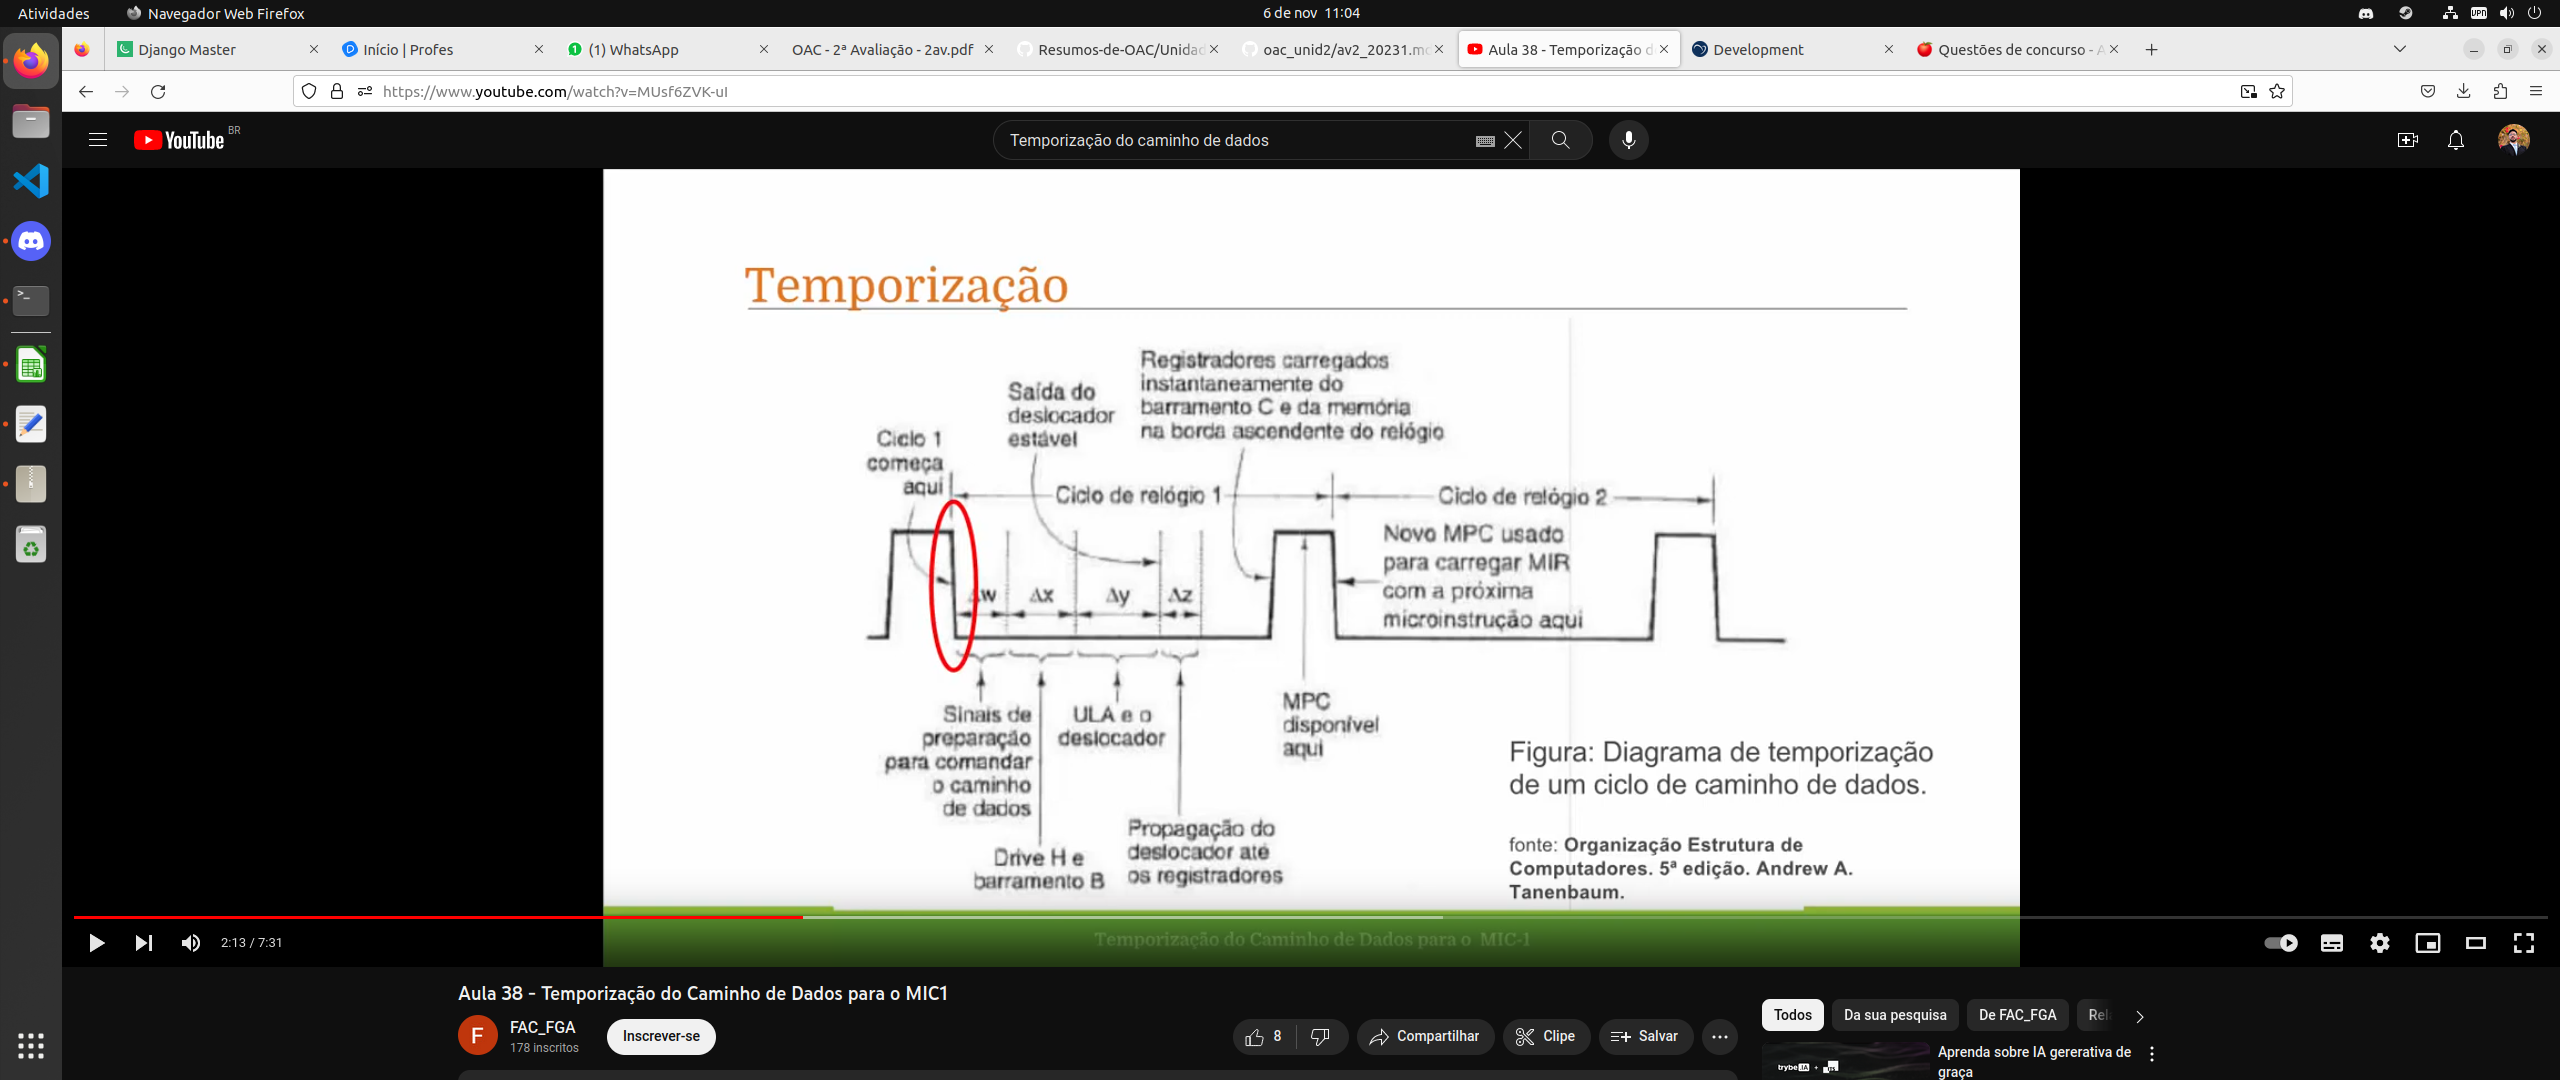 Atividades
Navegador Web Firefox
6 de nov 11:04
Django Master
Início | Profes
(1) WhatsApp
OAC - 2ª Avaliação - 2av.pdf
Resumos-de-OAC/Unidad
oac_unid2/av2_20231.md
Aula 38 - Temporização d
Development
Questões de concurso - A
https://www.youtube.com/watch?v=MUsf6ZVK-uI
YouTube BR
Temporização do caminho de dados
Temporização
Registradores carregados
instantaneamente do
barramento C e da memória
na borda ascendente do relógio
Saída do
deslocador
estável
Ciclo 1
começa
aqui
Ciclo de relógio 1
Ciclo de relógio 2
Novo MPC usado
para carregar MIR
com a próxima
microinstrução aqui
Δw
Δx
Δy
Δz
Sinais de
preparação
para comandar
o caminho
de dados
ULA e o
deslocador
MPC
disponível
aqui
Drive H e
barramento B
Propagação do
deslocador até
os registradores
Figura: Diagrama de temporização
de um ciclo de caminho de dados.
fonte: Organização Estrutura de
Computadores. 5ª edição. Andrew A.
Tanenbaum.
Temporização do Caminho de Dados para o MIC-1
2:13 / 7:31
Aula 38 - Temporização do Caminho de Dados para o MIC1
F
FAC_FGA
178 inscritos
Inscrever-se
8
Compartilhar
Clipe
Salvar
Todos
Da sua pesquisa
De FAC_FGA
Rel
Aprenda sobre IA gererativa de
graça